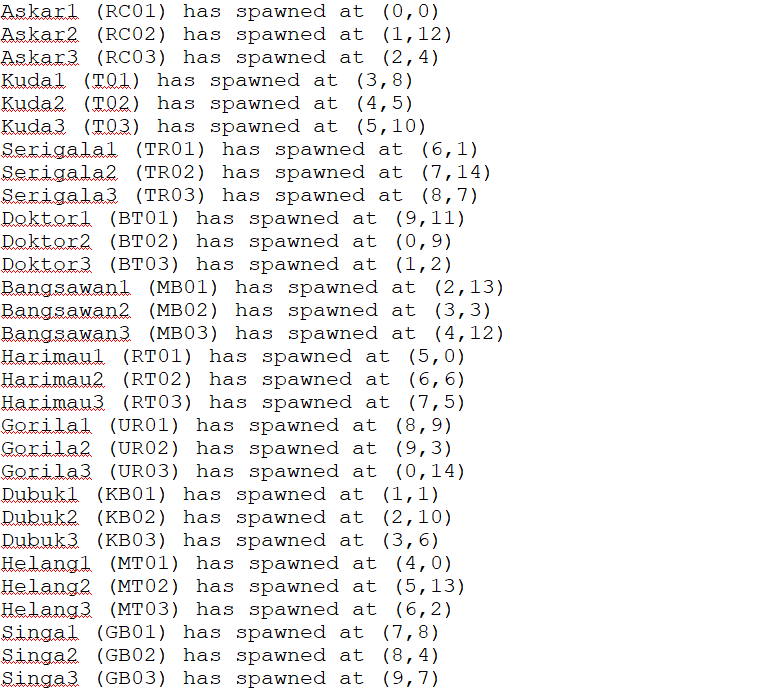 Askar1 (RC01) has spawned at (0,0)
Askar2 (RC02) has spawned at (1,12)
Askar3 (RC03) has spawned at (2,4)
Kuda1 (T01) has spawned at (3,8)
Kuda2 (T02) has spawned at (4,5)
Kuda3 (T03) has spawned at (5,10)
Serigala1 (TR01) has spawned at (6,1)
Serigala2 (TR02) has spawned at (7,14)
Serigala3 (TR03) has spawned at (8,7)
Doktor1 (BT01) has spawned at (9,11)
Doktor2 (BT02) has spawned at (0,9)
Doktor3 (BT03) has spawned at (1,2)
Bangsawan1 (MB01) has spawned at (2,13)
Bangsawan2 (MB02) has spawned at (3,3)
Bangsawan3 (MB03) has spawned at (4,12)
Harimau1 (RT01) has spawned at (5,0)
Harimau2 (RT02) has spawned at (6,6)
Harimau3 (RT03) has spawned at (7,5)
Gorila1 (UR01) has spawned at (8,9)
Gorila2 (UR02) has spawned at (9,3)
Gorila3 (UR03) has spawned at (0,14)
Dubuk1 (KB01) has spawned at (1,1)
Dubuk2 (KB02) has spawned at (2,10)
Dubuk3 (KB03) has spawned at (3,6)
Helang1 (MT01) has spawned at (4,0)
Helang2 (MT02) has spawned at (5,13)
Helang3 (MT03) has spawned at (6,2)
Singa1 (GB01) has spawned at (7,8)
Singa2 (GB02) has spawned at (8,4)
Singa3 (GB03) has spawned at (9,7)